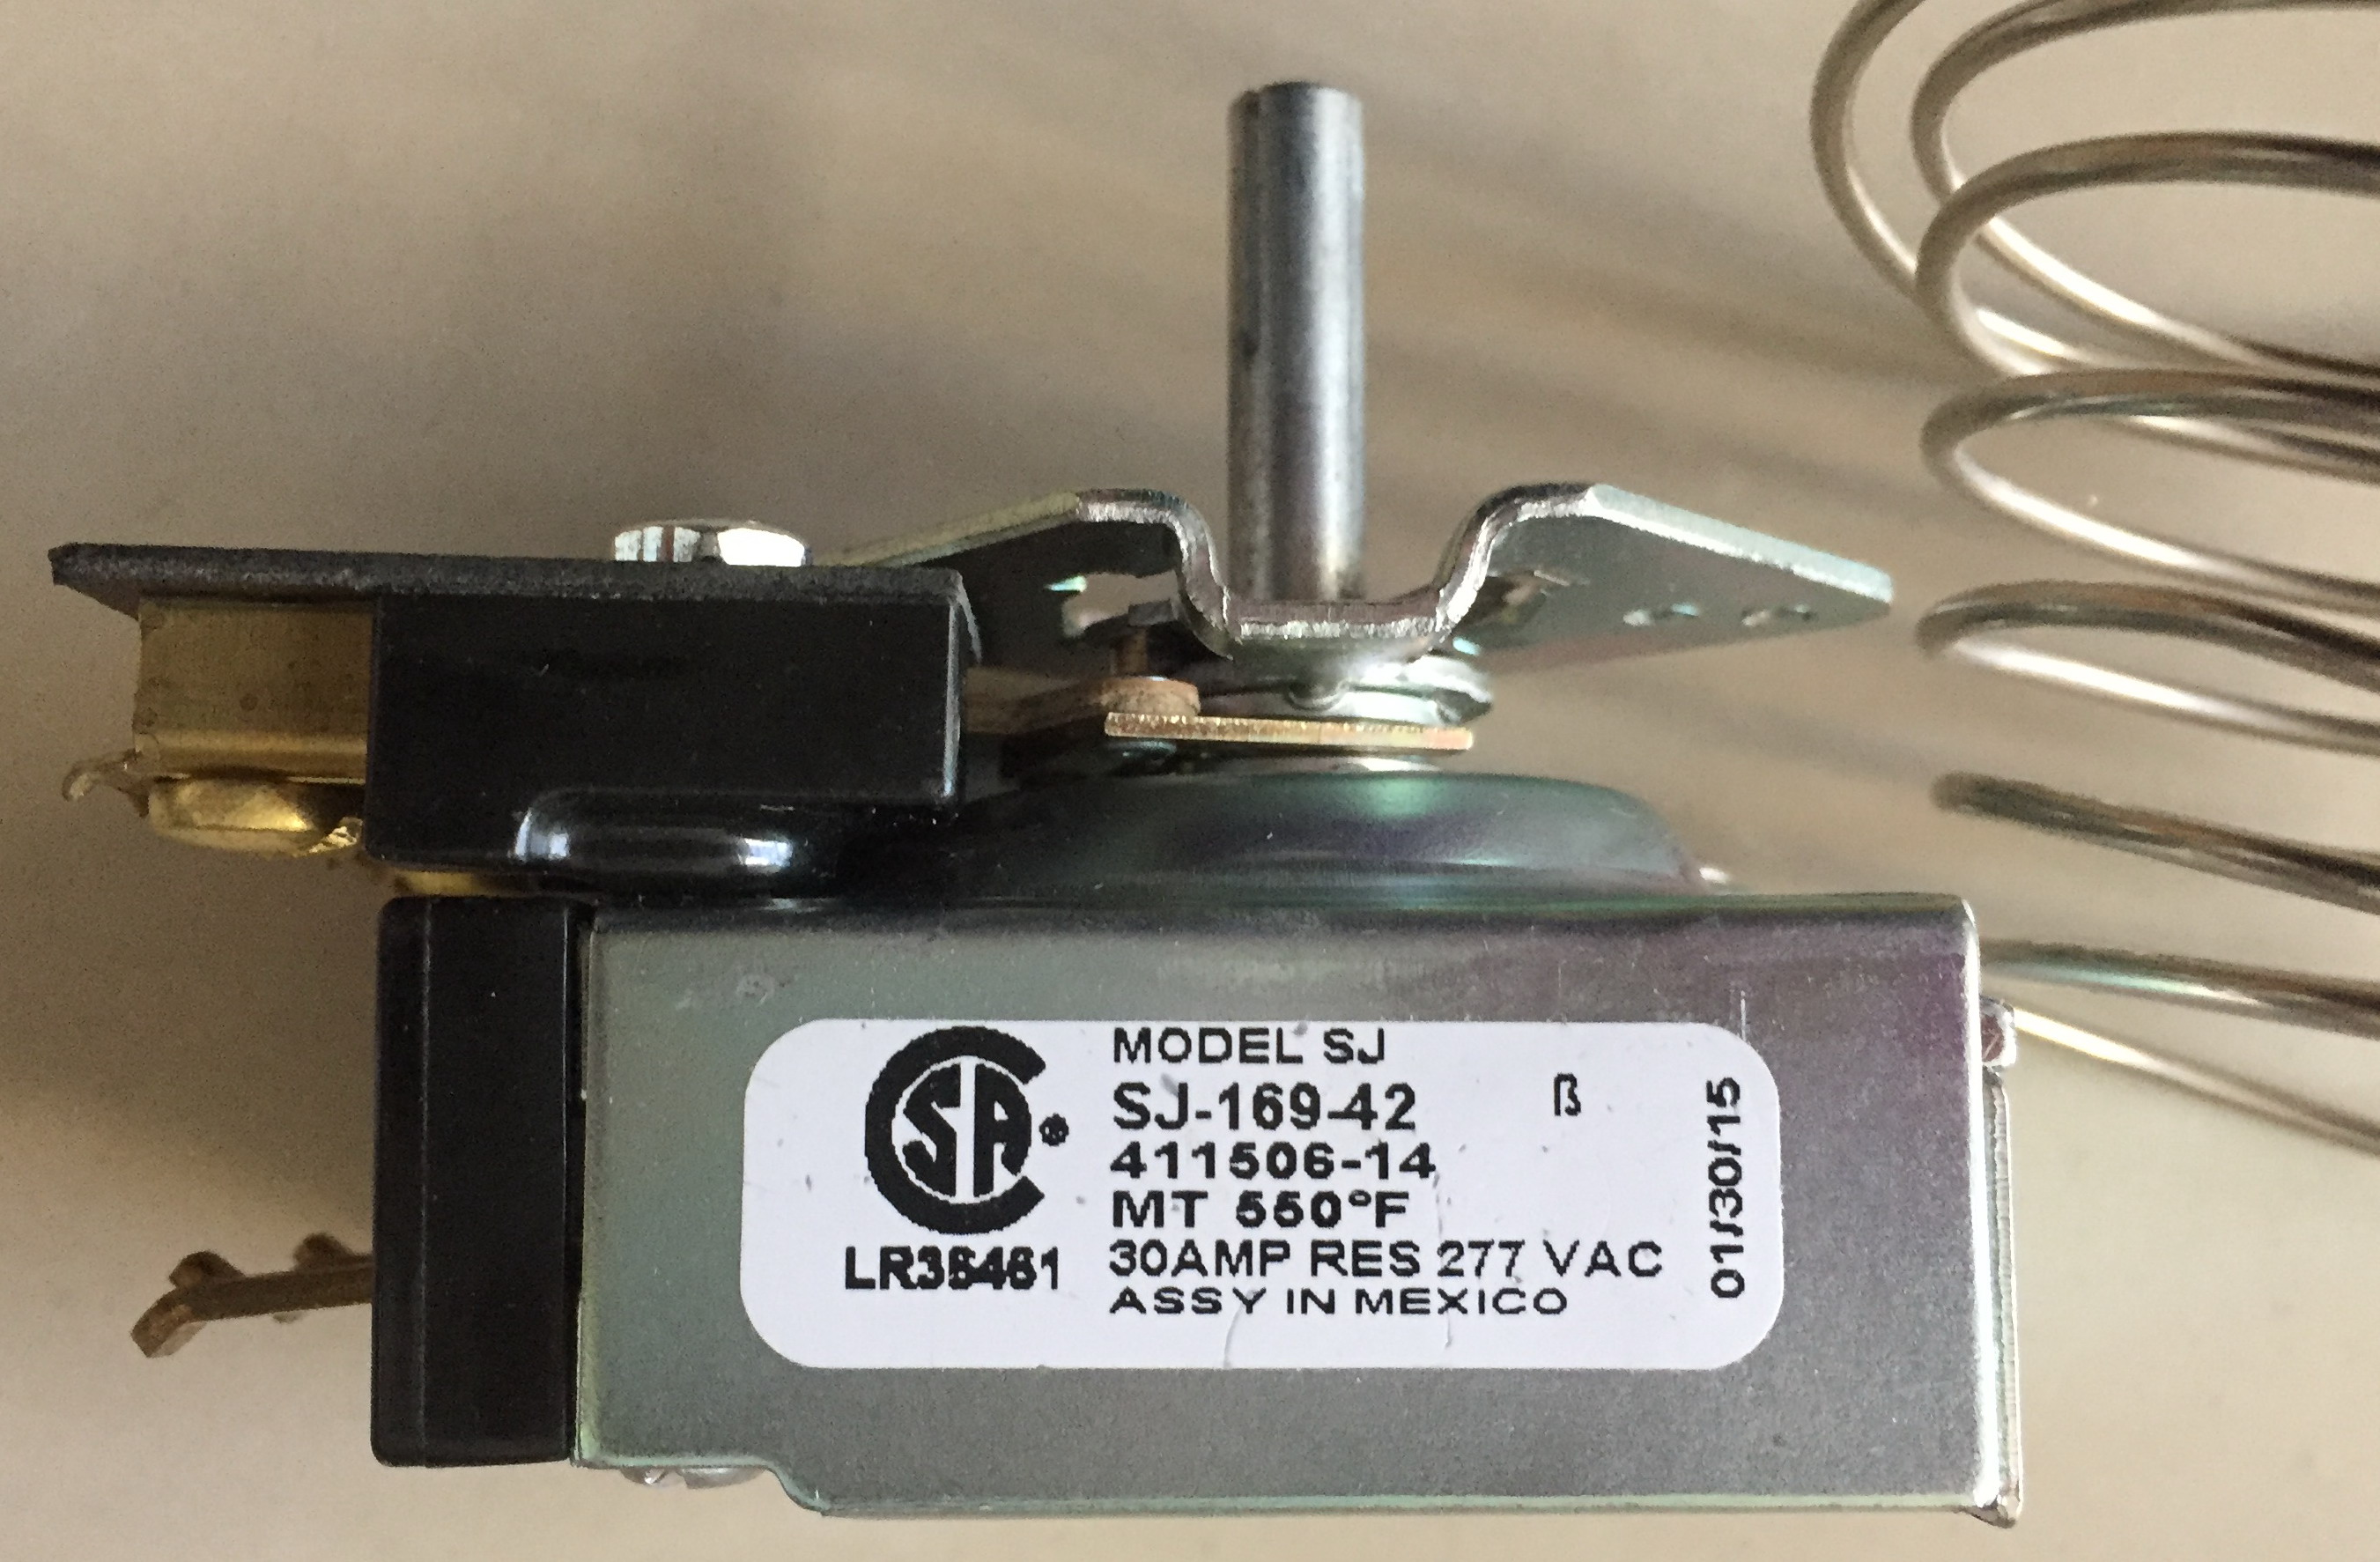 SA®
MODEL SJ
SJ-169-42
ß
411506-14
MT 550°F
30AMP RES 277 VAC
ASSY IN MEXICO
01/30/15